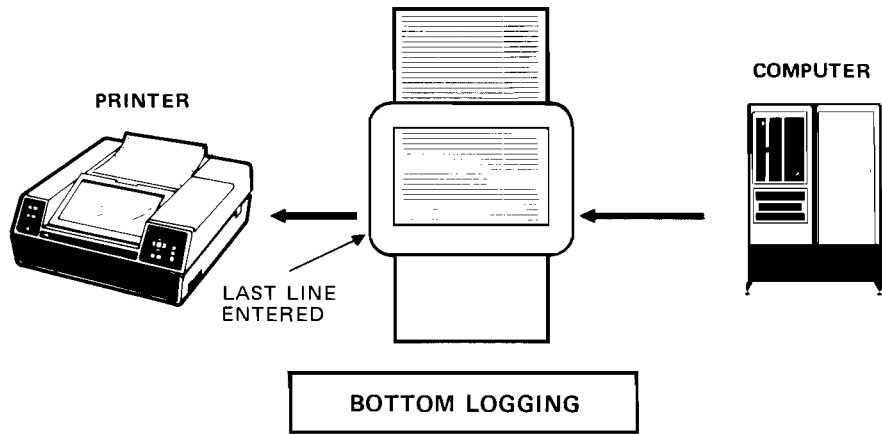 PRINTER
COMPUTER
LAST LINE
ENTERED
BOTTOM LOGGING